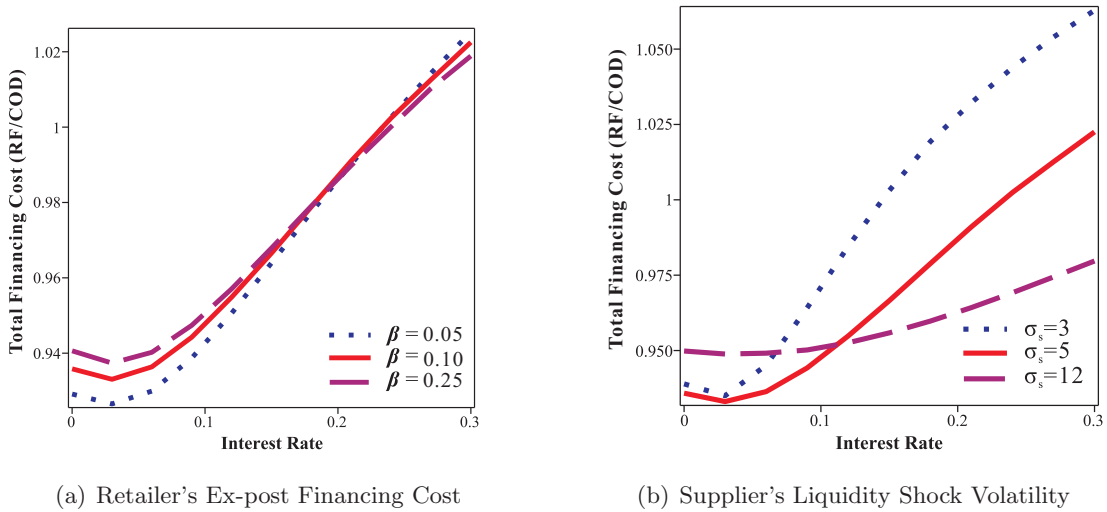 Total Financing Cost (RF/COD)
1.02
1
0.98
0.96
0.94
0
0.1
0.2
0.3
Interest Rate
β = 0.05
β = 0.10
β = 0.25
(a) Retailer's Ex-post Financing Cost
Total Financing Cost (RF/COD)
1.050
1.025
1
0.975
0.950
0
0.1
0.2
0.3
Interest Rate
σs=3
σs=5
σs=12
(b) Supplier's Liquidity Shock Volatility